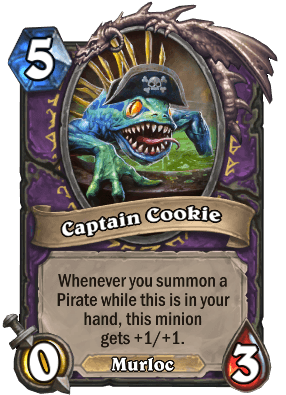 5
Captain Cookie
Whenever you summon a
Pirate while this is in your
hand, this minion
gets +1/+1.
0
Murloc
3